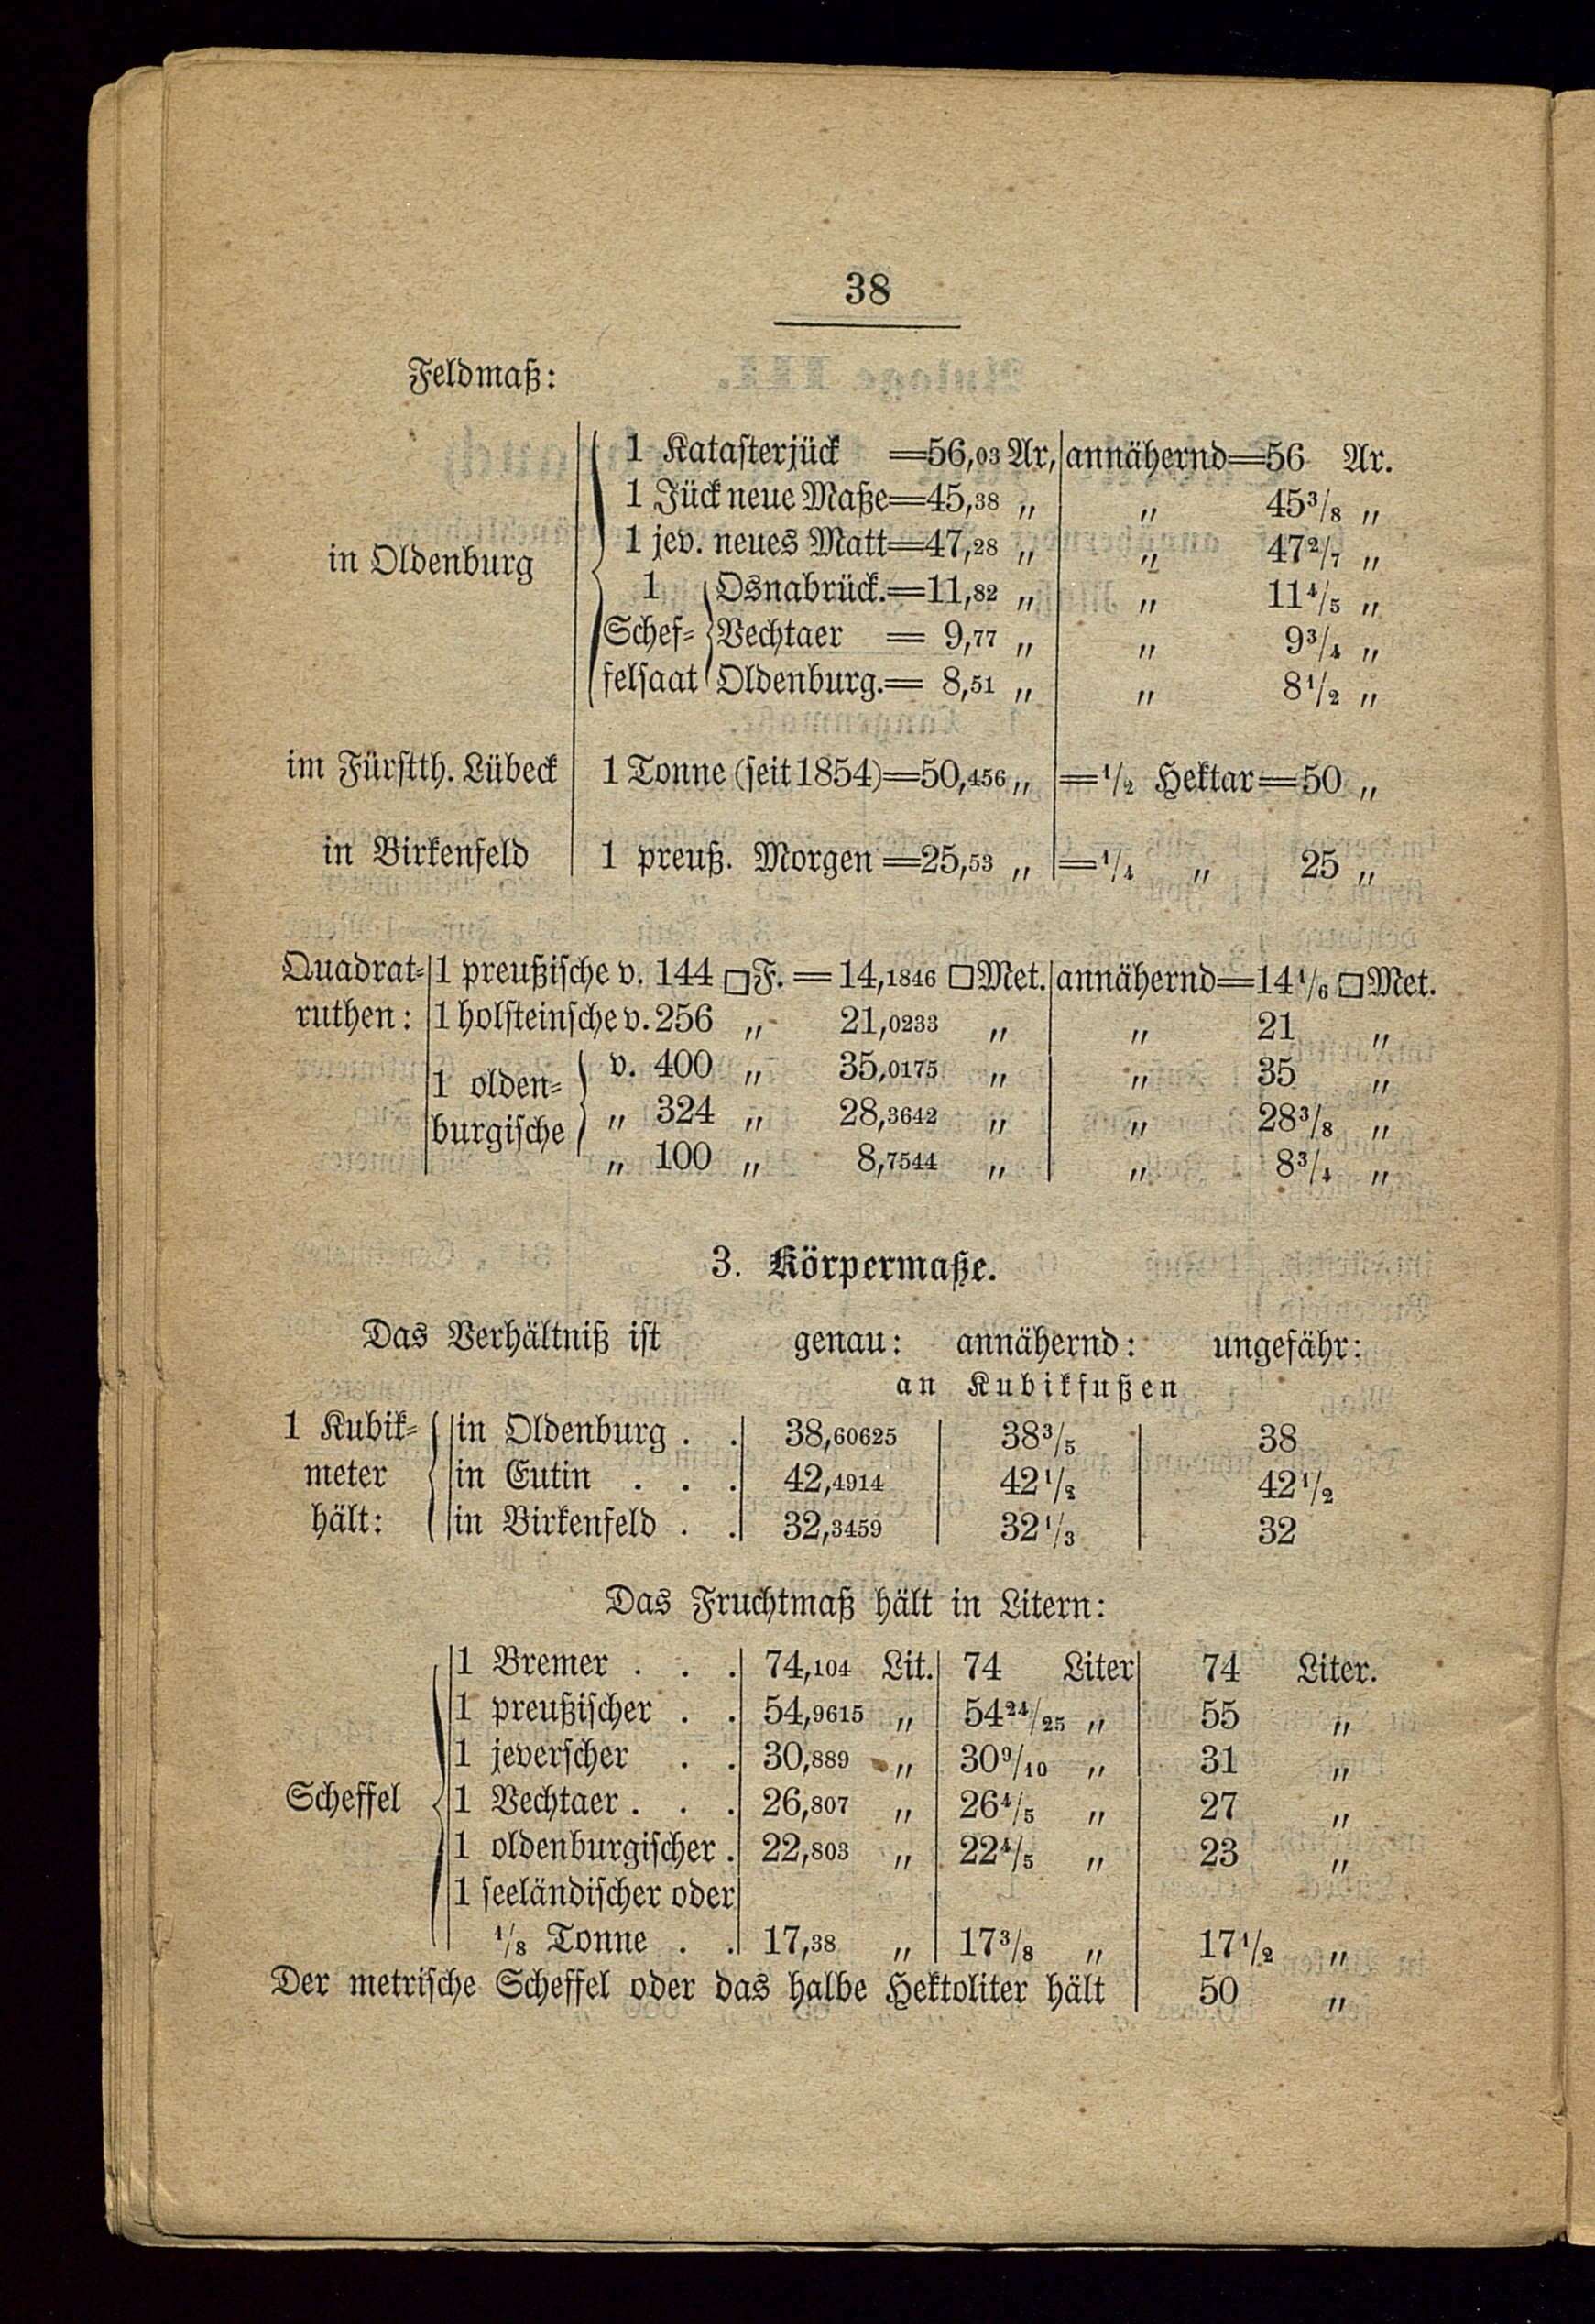 38
Feldmaß:
1 Katasterjück =56,03 Ar, annähernd=56 Ar.
1 Jück neue Maße=45,38 „ „ 45³/₈ „
in Oldenburg 1 jev. neues Matt=47,28 „ „ 47²/₇ „
1 Osnabrück.=11,82 „ „ 11⁴/₅ „
Schef= Vechtaer = 9,77 „ „ 9³/₄ „
felsaat Oldenburg.= 8,51 „ „ 8¹/₂ „
im Fürstth. Lübeck 1 Tonne (seit 1854)=50,456 „ =¹/₂ Hektar=50 „
in Birkenfeld 1 preuß. Morgen =25,53 „ =¹/₄ „ 25 „
Quadrat= 1 preußische v. 144 □F. = 14,1846 □Met. annähernd=14¹/₆ □Met.
ruthen: 1 holsteinsche v. 256 „ 21,0233 „ „ 21 „
1 olden= v. 400 „ 35,0175 „ „ 35 „
burgische „ 324 „ 28,3642 „ „ 28³/₈ „
„ 100 „ 8,7544 „ „ 8³/₄ „
3. Körpermaße.
Das Verhältniß ist genau: annähernd: ungefähr:
an Kubikfußen
1 Kubik= in Oldenburg . . 38,60625 38³/₅ 38
meter in Eutin . . . 42,4914 42¹/₂ 42¹/₂
hält: in Birkenfeld . . 32,3459 32¹/₃ 32
Das Fruchtmaß hält in Litern:
1 Bremer . . . 74,104 Lit. 74 Liter 74 Liter.
1 preußischer . . 54,9615 „ 54²⁴/₂₅ „ 55 „
1 jeverscher . . 30,889 „ 30⁹/₁₀ „ 31 „
Scheffel 1 Vechtaer . . . 26,807 „ 26⁴/₅ „ 27 „
1 oldenburgischer . 22,803 „ 22⁴/₅ „ 23 „
1 seeländischer oder
¹/₈ Tonne . . 17,38 „ 17³/₈ „ 17¹/₂ „
Der metrische Scheffel oder das halbe Hektoliter hält 50 „